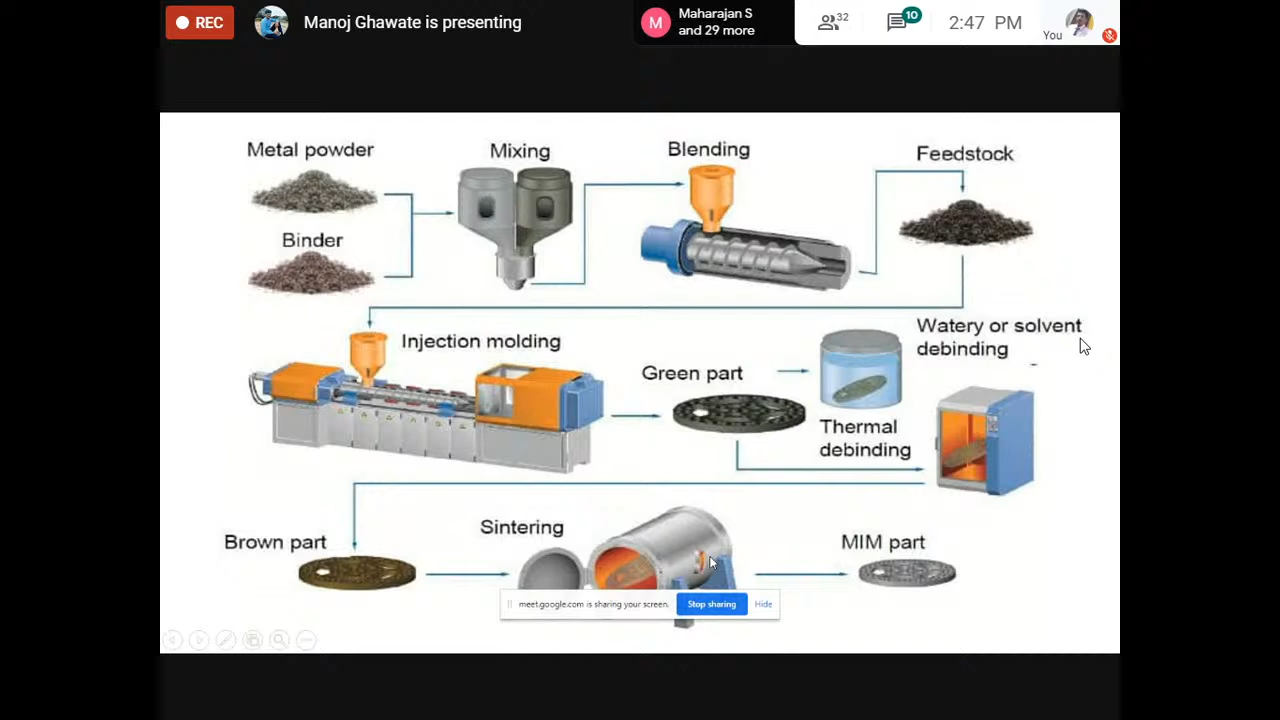 REC
Manoj Ghawate is presenting
M
Maharajan S
and 29 more
32
10
2:47 PM
You
Metal powder
Mixing
Blending
Feedstock
Binder
Injection molding
Watery or solvent
debinding
Green part
Thermal
debinding
Brown part
Sintering
MIM part
meet.google.com is sharing your screen.
Stop sharing
Hide